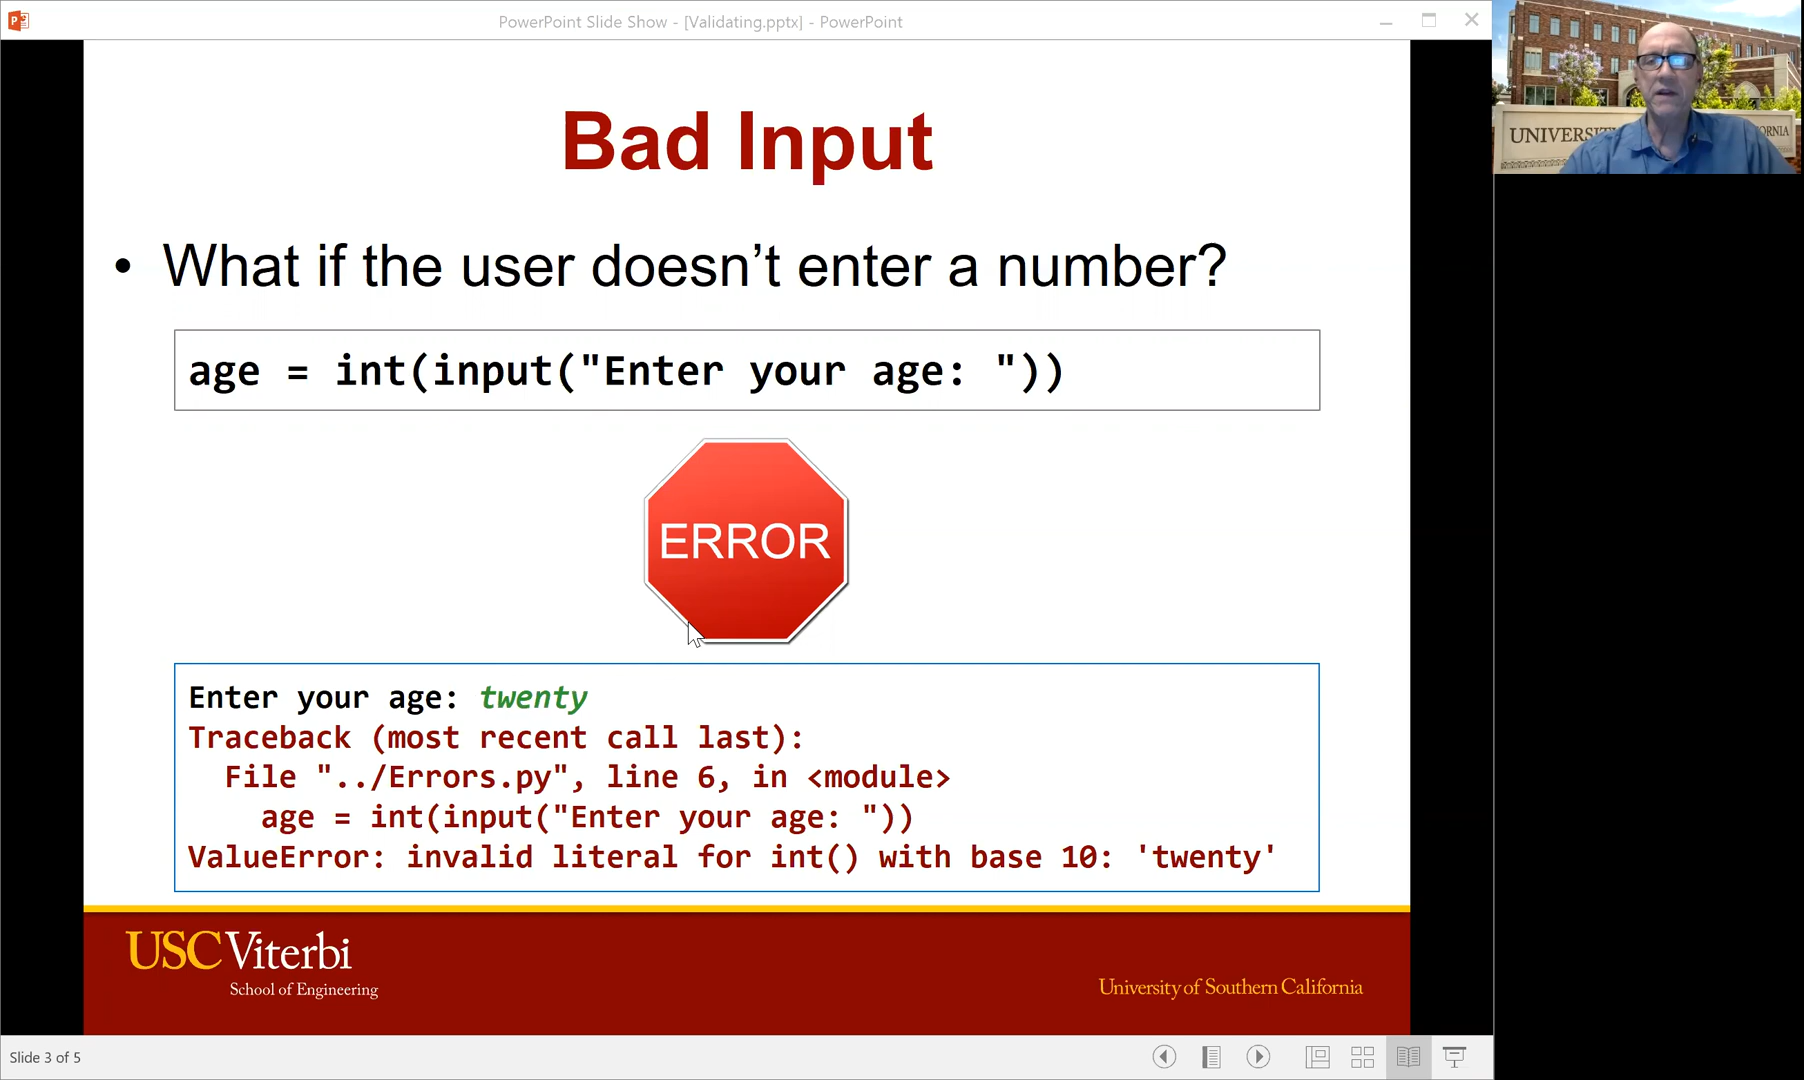 PowerPoint Slide Show - [Validating.pptx] - PowerPoint
Bad Input
• What if the user doesn’t enter a number?
age = int(input("Enter your age: "))
ERROR
Enter your age: twenty
Traceback (most recent call last):
File "../Errors.py", line 6, in <module>
age = int(input("Enter your age: "))
ValueError: invalid literal for int() with base 10: 'twenty'
USC Viterbi
School of Engineering
University of Southern California
Slide 3 of 5